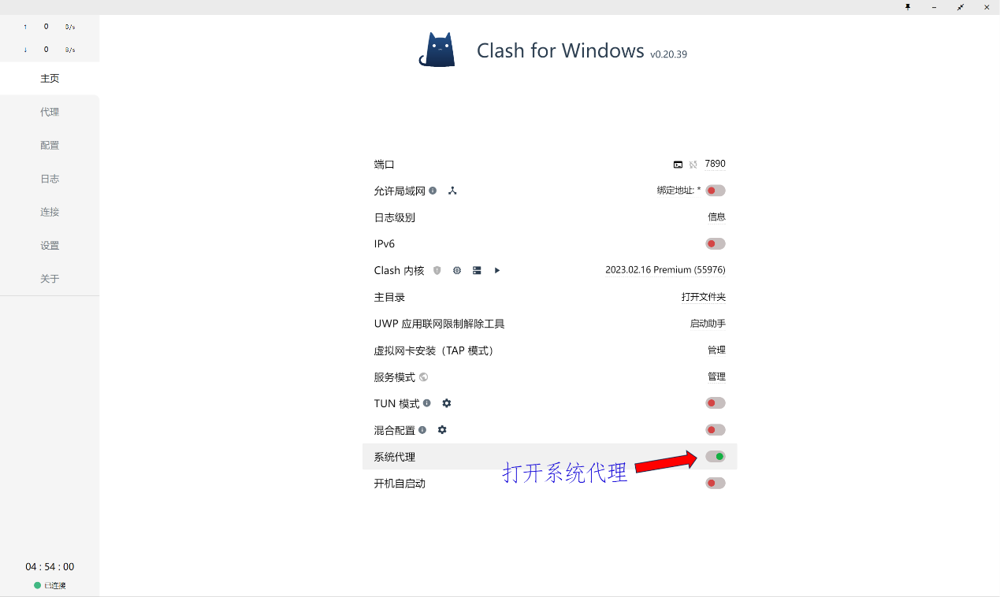 ↑ 0 B/s
↓ 0 B/s
主页
代理
配置
日志
连接
设置
关于
04 : 54 : 00
已连接
Clash for Windows v0.20.39
端口 7890
允许局域网 绑定地址: *
日志级别 信息
IPv6
Clash 内核 2023.02.16 Premium (55976)
主目录 打开文件夹
UWP 应用联网限制解除工具 启动助手
虚拟网卡安装（TAP 模式） 管理
服务模式 管理
TUN 模式
混合配置
系统代理
打开系统代理
开机自启动